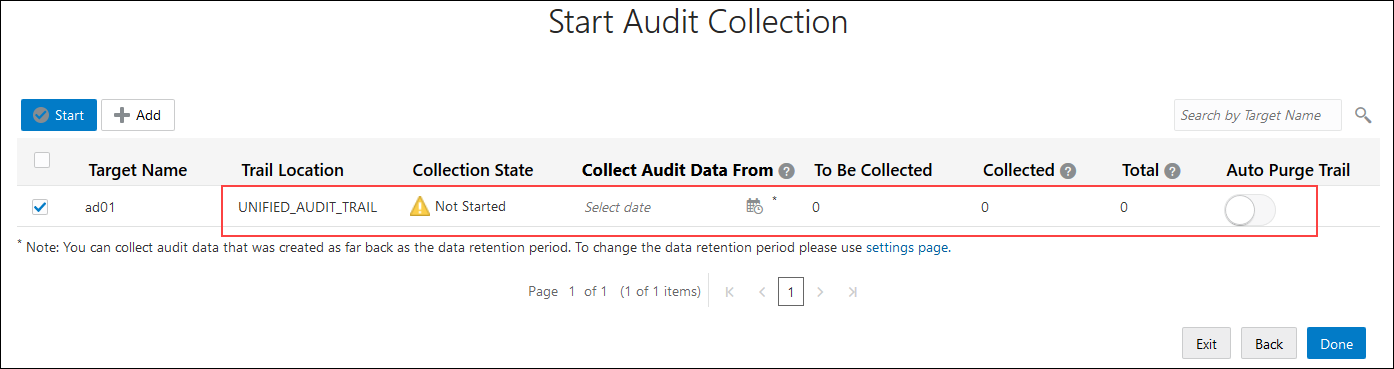 Start Audit Collection
Start Add Search by Target Name
Target Name Trail Location Collection State Collect Audit Data From ? To Be Collected Collected ? Total ? Auto Purge Trail
ad01 UNIFIED_AUDIT_TRAIL Not Started Select date * 0 0 0
* Note: You can collect audit data that was created as far back as the data retention period. To change the data retention period please use settings page.
Page 1 of 1 (1 of 1 items) 1
Exit Back Done